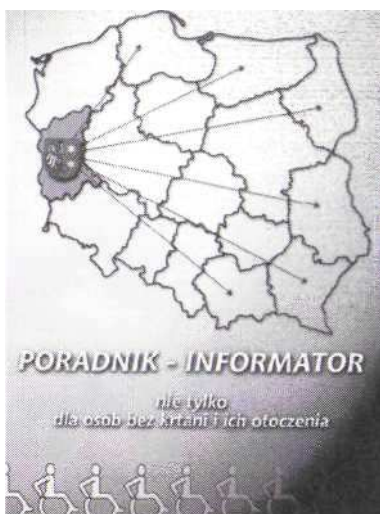 PORADNIK - INFORMATOR
nie tylko
dla osób bez krtani i ich otoczenia